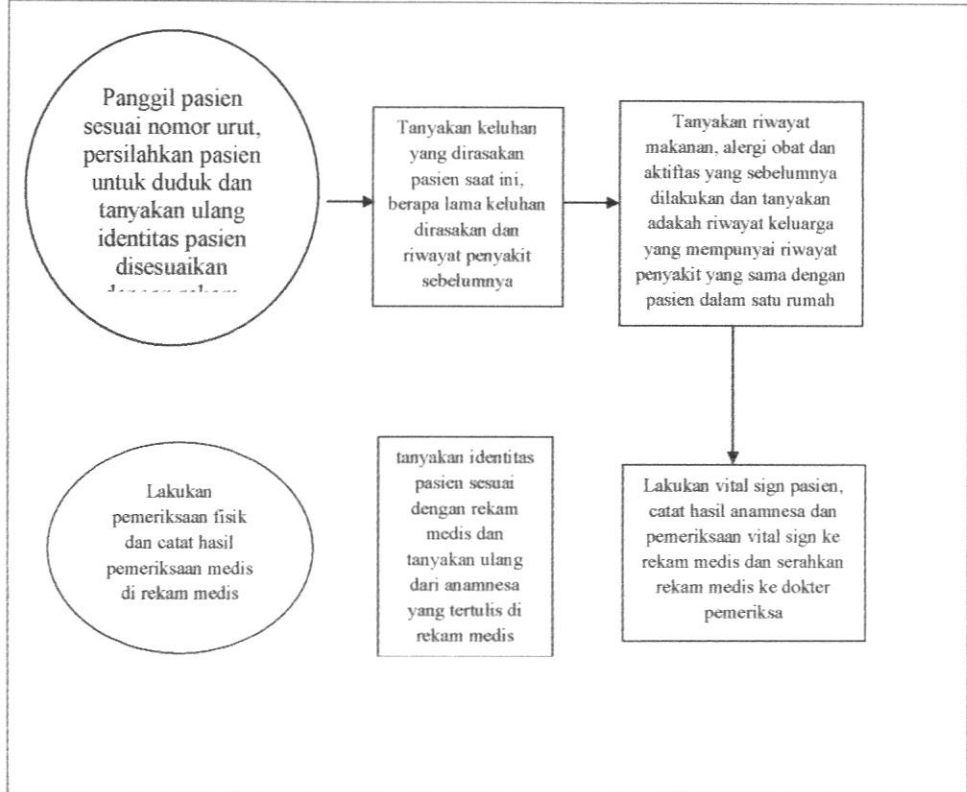 Panggil pasien
sesuai nomor urut,
persilahkan pasien
untuk duduk dan
tanyakan ulang
identitas pasien
disesuaikan
Tanyakan keluhan
yang dirasakan
pasien saat ini,
berapa lama keluhan
dirasakan dan
riwayat penyakit
sebelumnya
Tanyakan riwayat
makanan, alergi obat dan
aktiftas yang sebelumnya
dilakukan dan tanyakan
adakah riwayat keluarga
yang mempunyai riwayat
penyakit yang sama dengan
pasien dalam satu rumah
Lakukan vital sign pasien,
catat hasil anamnesa dan
pemeriksaan vital sign ke
rekam medis dan serahkan
rekam medis ke dokter
pemeriksa
tanyakan identitas
pasien sesuai
dengan rekam
medis dan
tanyakan ulang
dari anamnesa
yang tertulis di
rekam medis
Lakukan
pemeriksaan fisik
dan catat hasil
pemeriksaan medis
di rekam medis